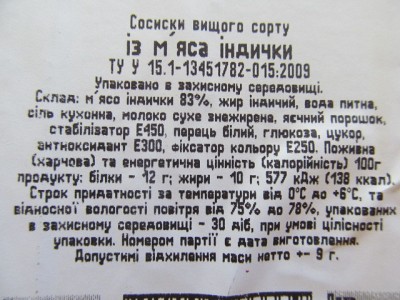 Сосиски вищого сорту
із м'яса індички
ТУ У 15.1-13451782-015:2009
Упаковано в захисному середовищі.
Склад: м'ясо індички 83%, жир індичий, вода питна,
сіль кухонна, молоко сухе знежирене, яєчний порошок,
стабілізатор Е450, перець білий, глюкоза, цукор,
антиоксидант Е300, фіксатор кольору Е250. Поживна
(харчова) та енергетична цінність (калорійність) 100г
продукту: білки - 12 г; жири - 10 г; 577 кДж (138 ккал).
Строк придатності за температури від 0°С до +6°С, та
відносної вологості повітря від 75% до 78%, упакованих
в захисному середовищі - 30 діб, при умові цілісності
упаковки. Номером партії є дата виготовлення.
Допустимі відхилення маси нетто +- 9 г.